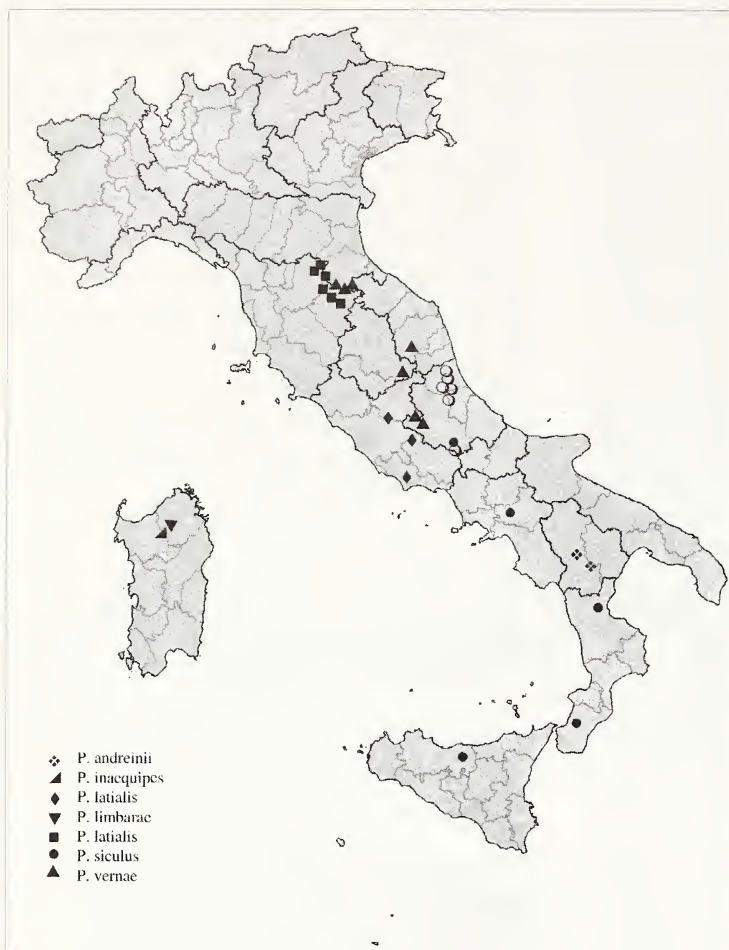 P. andreinii
P. inaequipes
P. latialis
P. limbarae
P. latialis
P. siculus
P. vernae